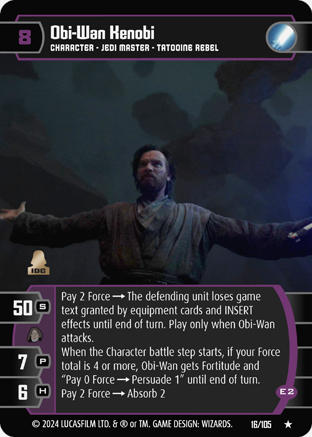 8
Obi-Wan Kenobi
CHARACTER - JEDI MASTER - TATOOINE REBEL
IDC
50 S
Pay 2 Force → The defending unit loses game
text granted by equipment cards and INSERT
effects until end of turn. Play only when Obi-Wan
attacks.
7 P
When the Character battle step starts, if your Force
total is 4 or more, Obi-Wan gets Fortitude and
“Pay 0 Force → Persuade 1” until end of turn.
6 H
Pay 2 Force → Absorb 2
E2
© 2024 LUCASFILM LTD. & ® or TM. GAME DESIGN: WIZARDS.
16/105 ★